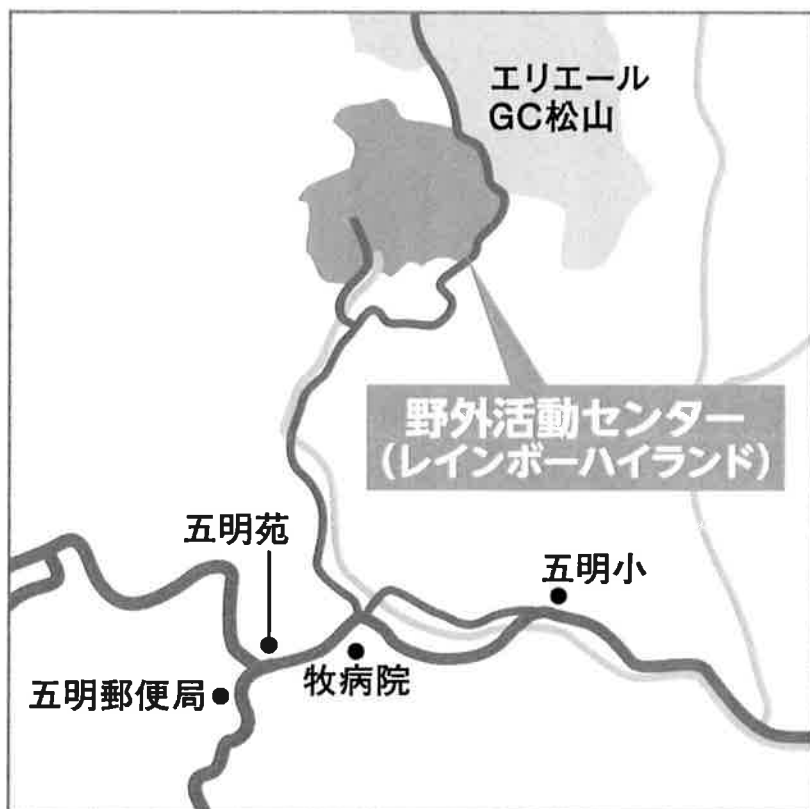 エリエール
GC松山
野外活動センター
(レインボーハイランド)
五明苑
五明小
五明郵便局
牧病院